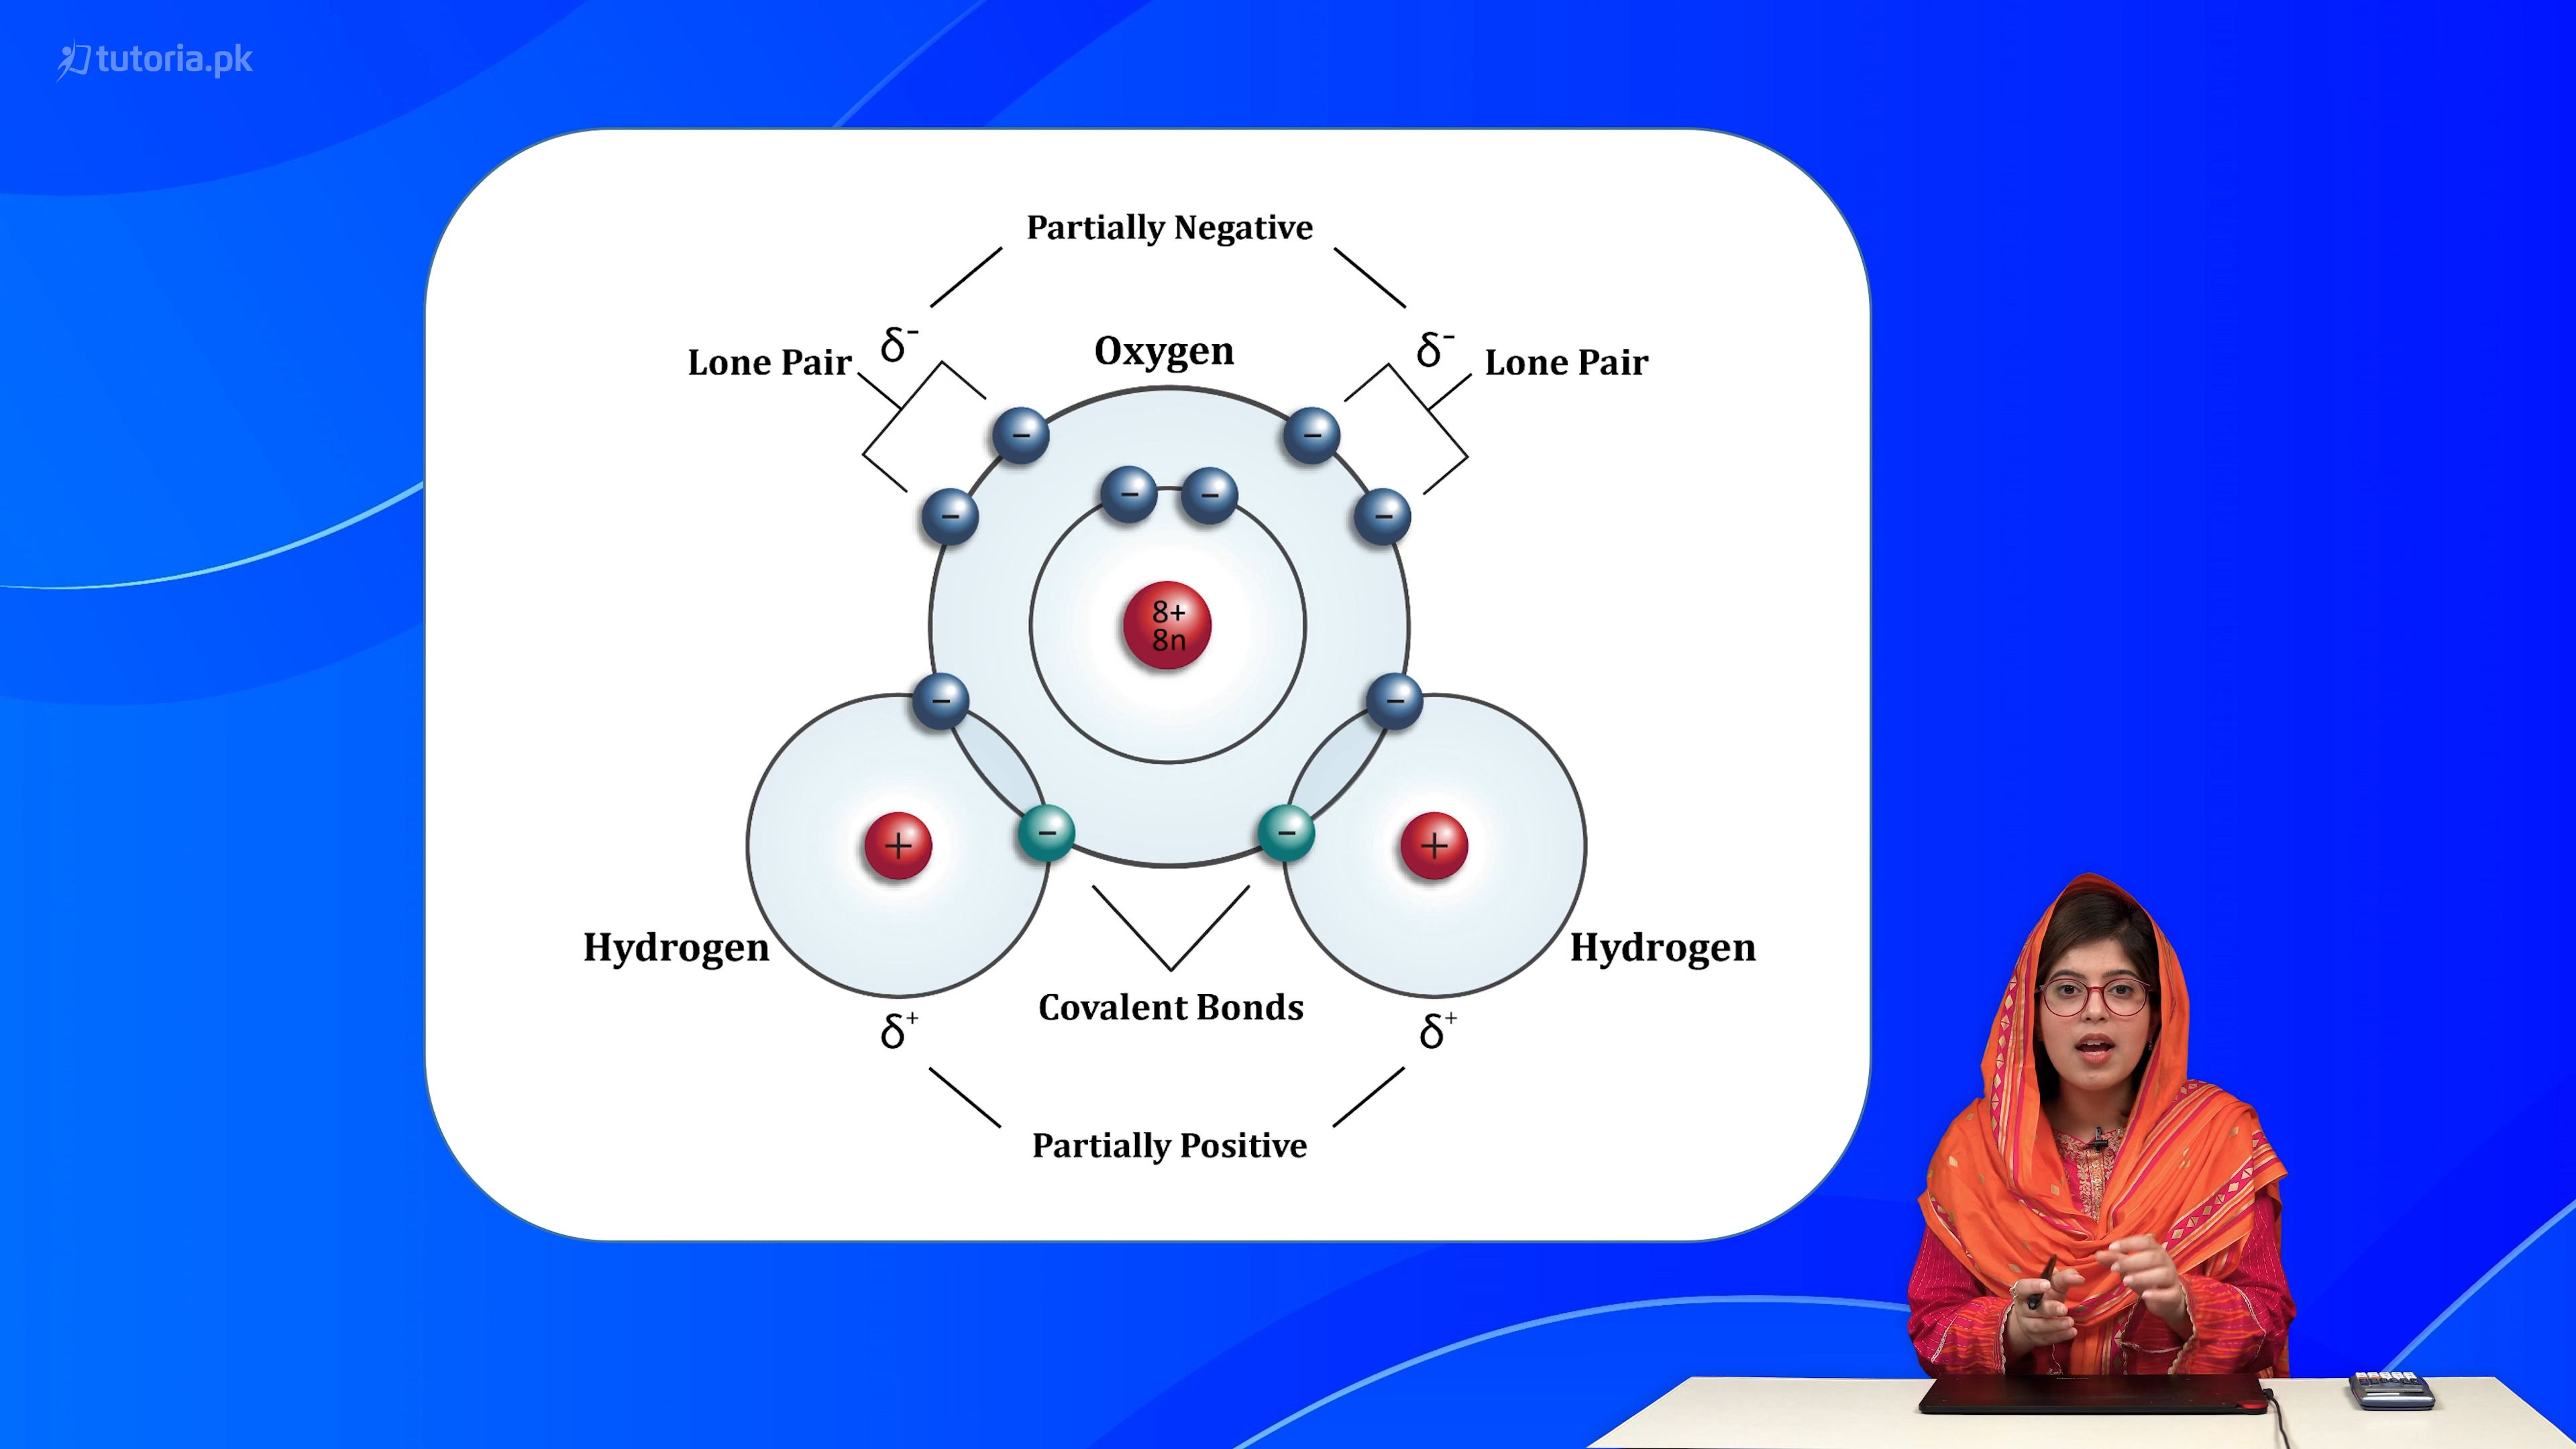 tutoria.pk
Partially Negative
δ⁻ δ⁻
Lone Pair Oxygen Lone Pair
− −
− −
− −
8+
8n
− −
− −
+ +
Hydrogen Hydrogen
Covalent Bonds
δ⁺ δ⁺
Partially Positive